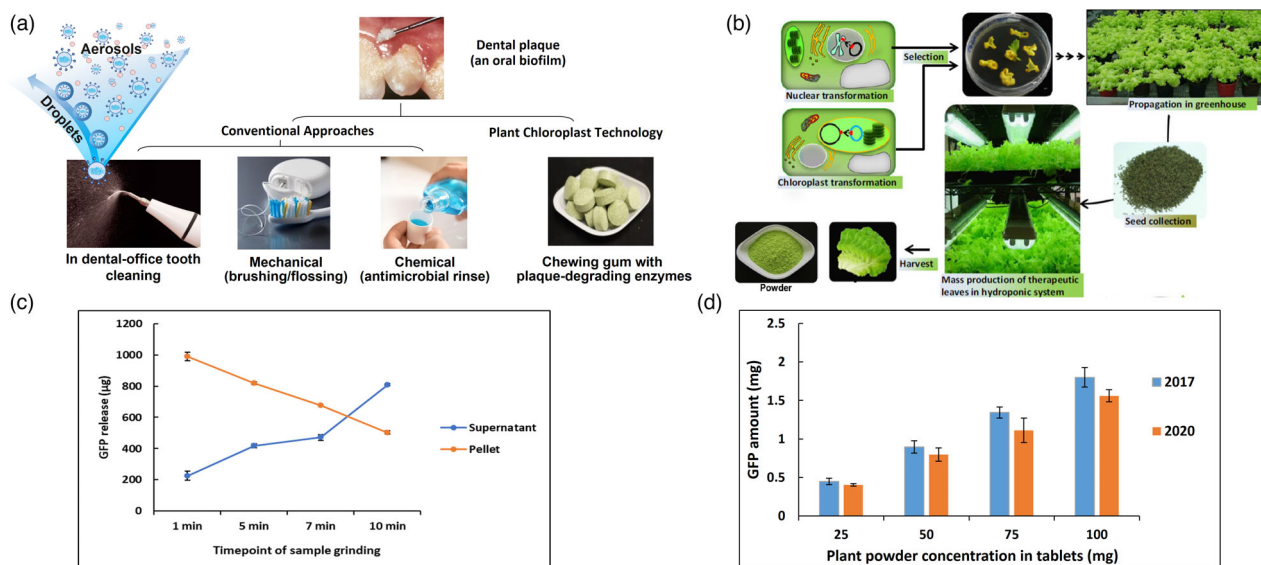 (a)
Aerosols
Droplets
Dental plaque
(an oral biofilm)
Conventional Approaches
Plant Chloroplast Technology
In dental-office tooth
cleaning
Mechanical
(brushing/flossing)
Chemical
(antimicrobial rinse)
Chewing gum with
plaque-degrading enzymes
(b)
Nuclear transformation
Selection
Propagation in greenhouse
Chloroplast transformation
Seed collection
Harvest
Powder
Mass production of therapeutic
leaves in hydroponic system
(c)
1200
1000
800
600
400
200
0
GFP release (µg)
1 min
5 min
7 min
10 min
Timepoint of sample grinding
Supernatant
Pellet
(d)
2.5
2
1.5
1
0.5
0
GFP amount (mg)
25
50
75
100
Plant powder concentration in tablets (mg)
2017
2020